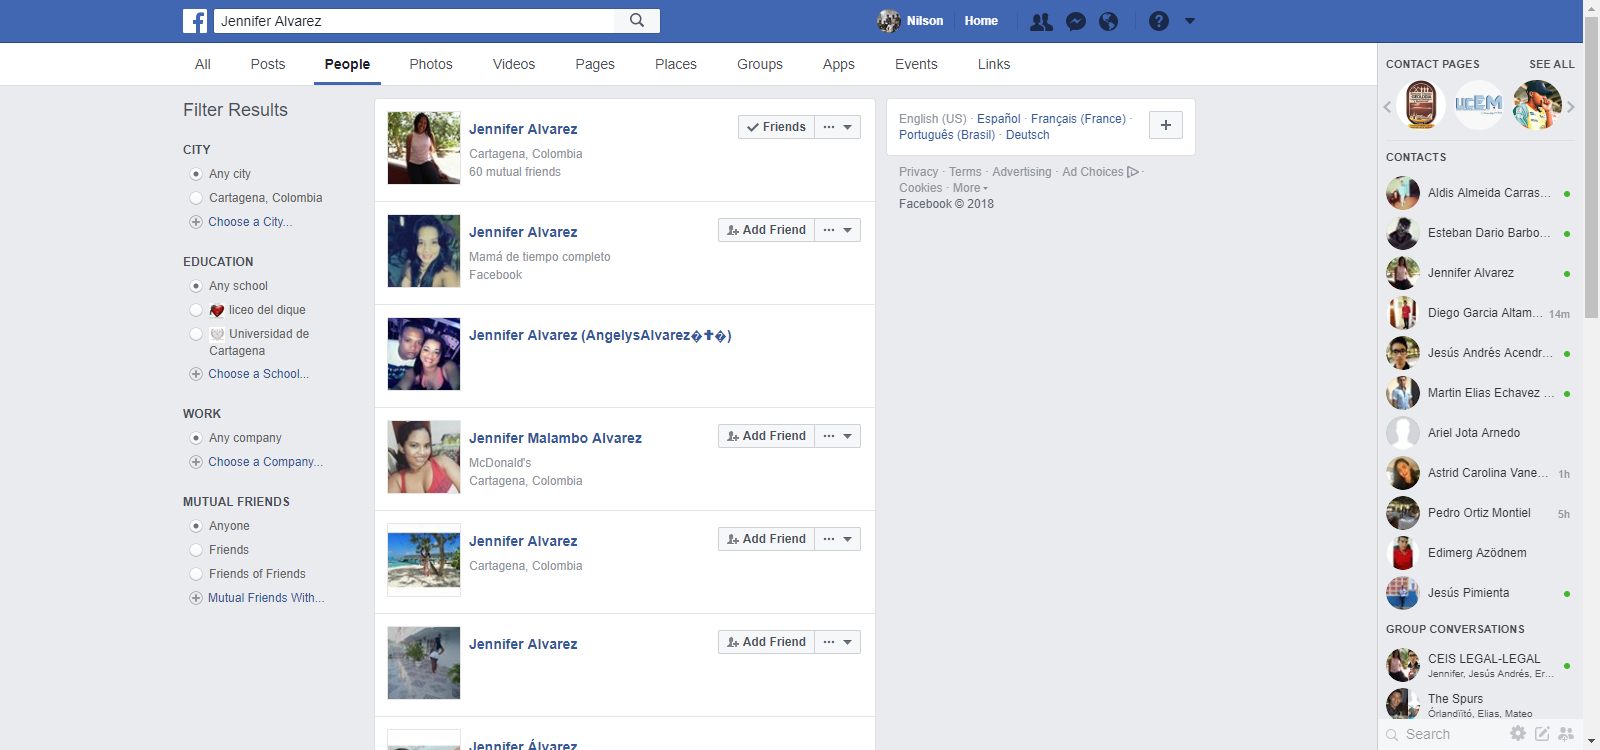 Jennifer Alvarez
Nilson
Home
All
Posts
People
Photos
Videos
Pages
Places
Groups
Apps
Events
Links
Filter Results
CITY
Any city
Cartagena, Colombia
Choose a City...
EDUCATION
Any school
liceo del dique
Universidad de
Cartagena
Choose a School...
WORK
Any company
Choose a Company...
MUTUAL FRIENDS
Anyone
Friends
Friends of Friends
Mutual Friends With...
Jennifer Alvarez
Friends
Cartagena, Colombia
60 mutual friends
Jennifer Alvarez
Add Friend
Mamá de tiempo completo
Facebook
Jennifer Alvarez (AngelysAlvarez�✝�)
Jennifer Malambo Alvarez
Add Friend
McDonald's
Cartagena, Colombia
Jennifer Alvarez
Add Friend
Cartagena, Colombia
Jennifer Alvarez
Add Friend
Jennifer Álvarez
English (US) · Español · Français (France) ·
Português (Brasil) · Deutsch
Privacy · Terms · Advertising · Ad Choices ·
Cookies · More
Facebook © 2018
CONTACT PAGES
SEE ALL
UCEM
CONTACTS
Aldis Almeida Carras...
Esteban Dario Barbo...
Jennifer Alvarez
Diego Garcia Altam... 14m
Jesús Andrés Acendr...
Martin Elias Echavez ...
Ariel Jota Arnedo
Astrid Carolina Vane... 1h
Pedro Ortiz Montiel 5h
Edimerg Azödnem
Jesús Pimienta
GROUP CONVERSATIONS
CEIS LEGAL-LEGAL
Jennifer, Jesús Andrés, Er...
The Spurs
Órlandïïtó, Elias, Mateo
Search